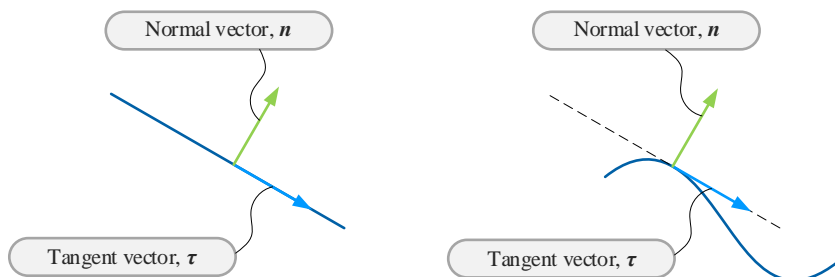 Normal vector, n
Normal vector, n
Tangent vector, τ
Tangent vector, τ